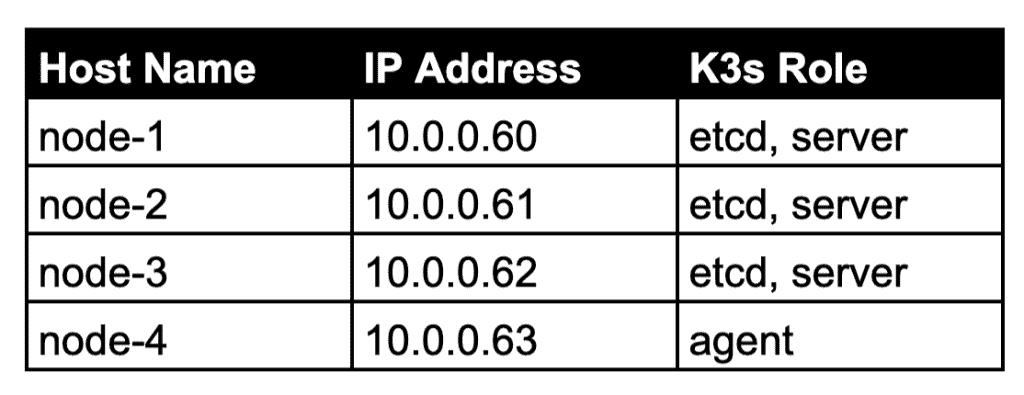 Host Name IP Address K3s Role
node-1 10.0.0.60 etcd, server
node-2 10.0.0.61 etcd, server
node-3 10.0.0.62 etcd, server
node-4 10.0.0.63 agent